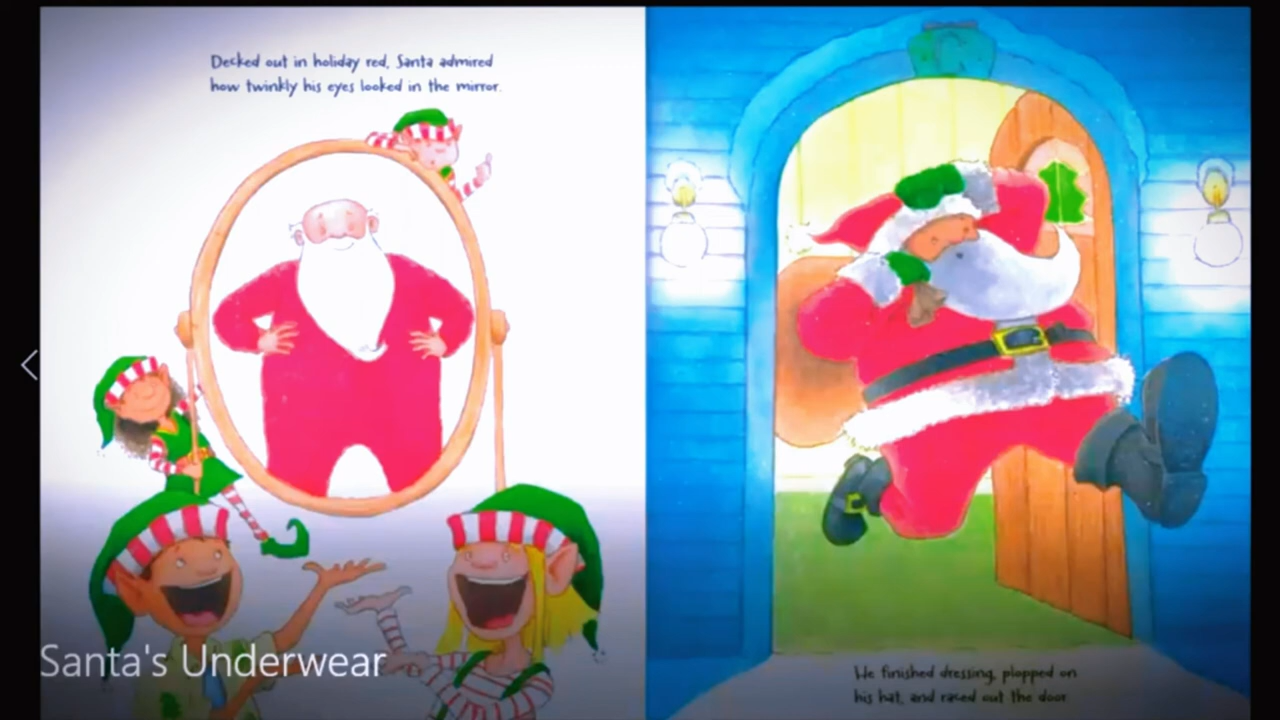 Decked out in holiday red, Santa admired
how twinkly his eyes looked in the mirror.
Santa's Underwear
He finished dressing, plopped on
his hat, and raced out the door.